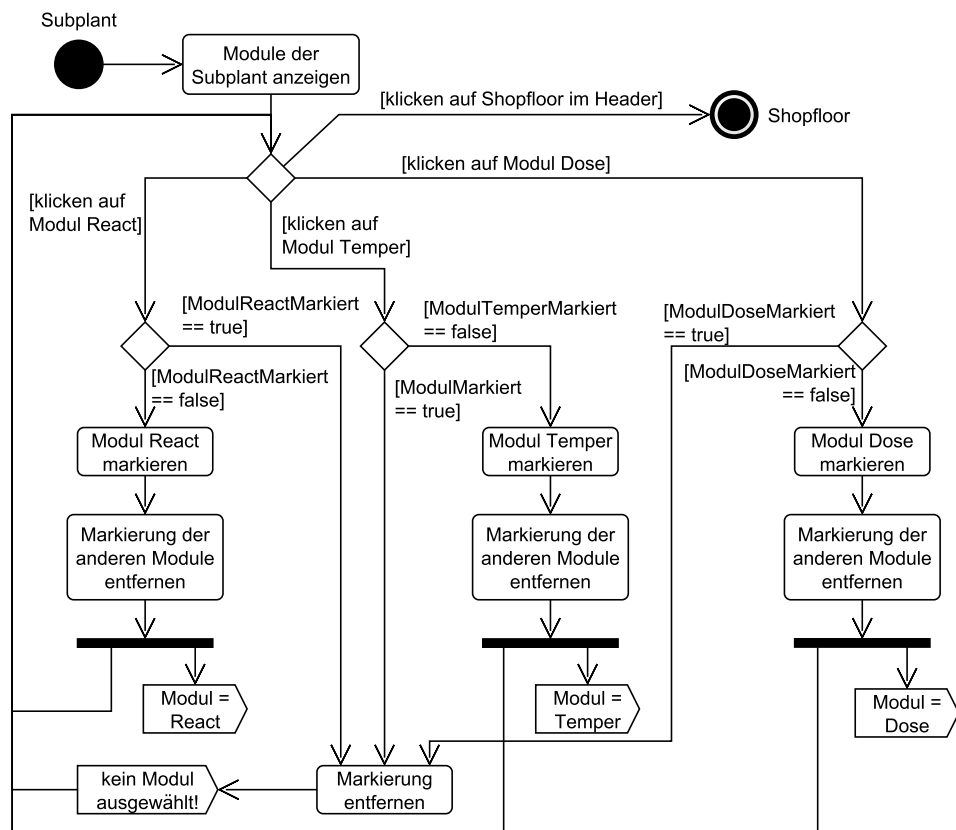 Subplant
Module der
Subplant anzeigen
[klicken auf Shopfloor im Header]
Shopfloor
[klicken auf Modul Dose]
[klicken auf
Modul React]
[klicken auf
Modul Temper]
[ModulReactMarkiert
== true]
[ModulTemperMarkiert
== false]
[ModulDoseMarkiert
== true]
[ModulReactMarkiert
== false]
[ModulMarkiert
== true]
[ModulDoseMarkiert
== false]
Modul React
markieren
Modul Temper
markieren
Modul Dose
markieren
Markierung der
anderen Module
entfernen
Markierung der
anderen Module
entfernen
Markierung der
anderen Module
entfernen
Modul =
React
Modul =
Temper
Modul =
Dose
kein Modul
ausgewählt!
Markierung
entfernen